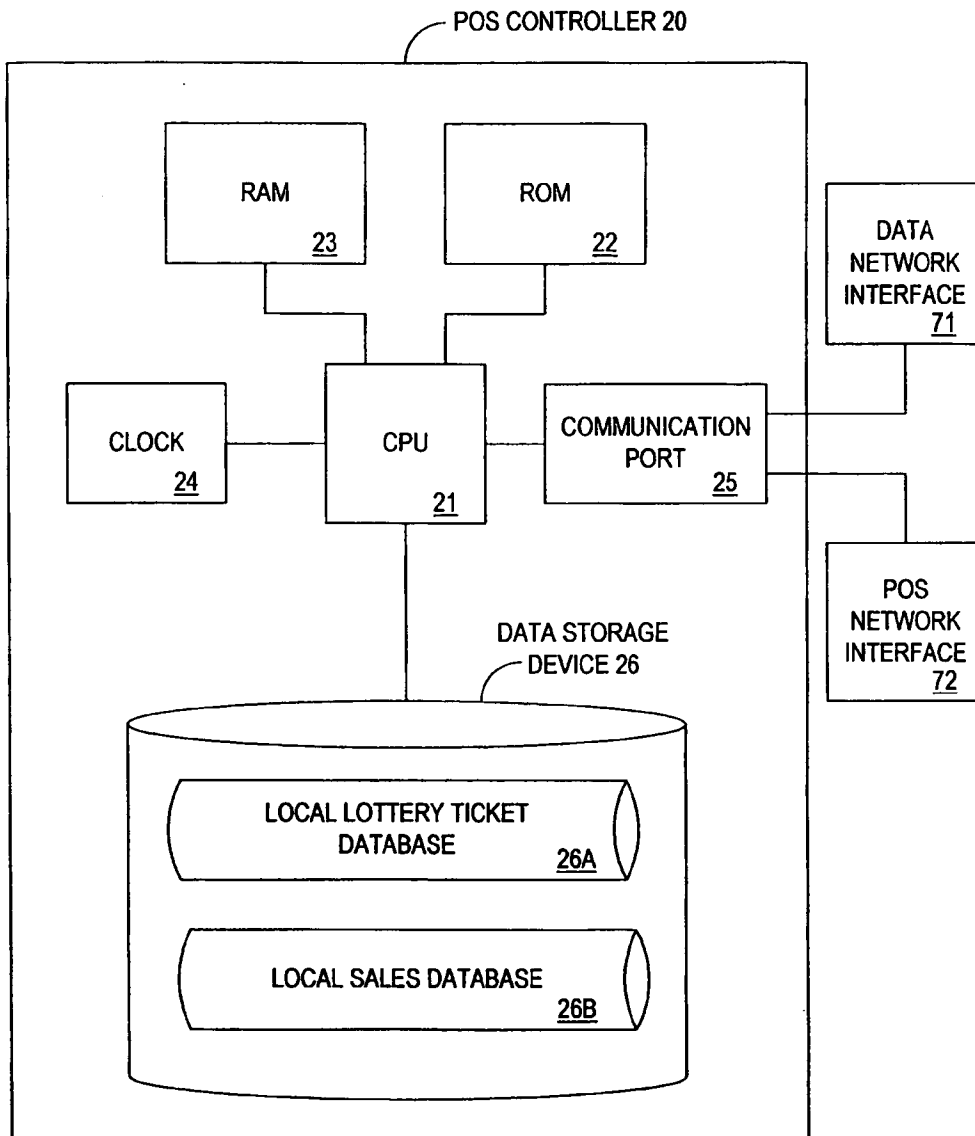 POS CONTROLLER 20
RAM
23
ROM
22
DATA
NETWORK
INTERFACE
71
CLOCK
24
CPU
21
COMMUNICATION
PORT
25
POS
NETWORK
INTERFACE
72
DATA STORAGE
DEVICE 26
LOCAL LOTTERY TICKET
DATABASE
26A
LOCAL SALES DATABASE
26B